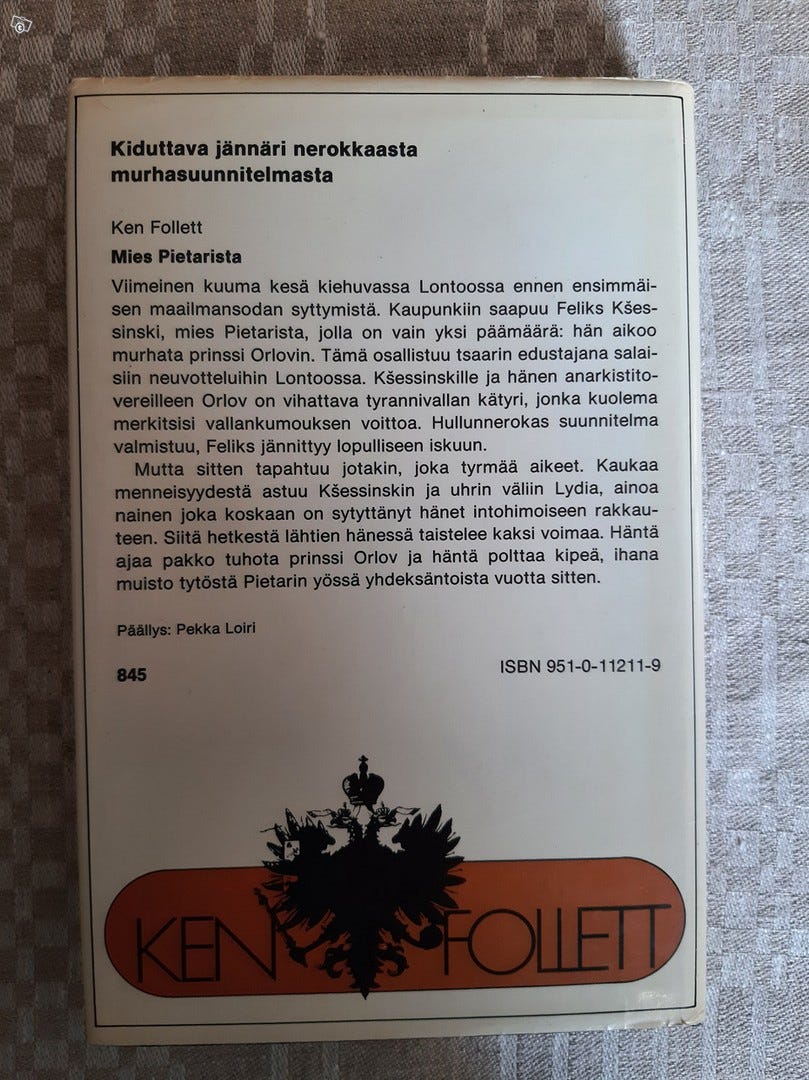 Kiduttava jännäri nerokkaasta
murhasuunnitelmasta
Ken Follett
Mies Pietarista
Viimeinen kuuma kesä kiehuvassa Lontoossa ennen ensimmäi-
sen maailmansodan syttymistä. Kaupunkiin saapuu Feliks Kšes-
sinski, mies Pietarista, jolla on vain yksi päämäärä: hän aikoo
murhata prinssi Orlovin. Tämä osallistuu tsaarin edustajana salai-
siin neuvotteluihin Lontoossa. Kšessinskille ja hänen anarkistito-
vereilleen Orlov on vihattava tyrannivallan kätyri, jonka kuolema
merkitsisi vallankumouksen voittoa. Hullunnerokas suunnitelma
valmistuu, Feliks jännittyy lopulliseen iskuun.
Mutta sitten tapahtuu jotakin, joka tyrmää aikeet. Kaukaa
menneisyydestä astuu Kšessinskin ja uhrin väliin Lydia, ainoa
nainen joka koskaan on sytyttänyt hänet intohimoiseen rakkau-
teen. Siitä hetkestä lähtien hänessä taistelee kaksi voimaa. Häntä
ajaa pakko tuhota prinssi Orlov ja häntä polttaa kipeä, ihana
muisto tytöstä Pietarin yössä yhdeksäntoista vuotta sitten.
Päällys: Pekka Loiri
845
ISBN 951-0-11211-9
KEN FOLLETT